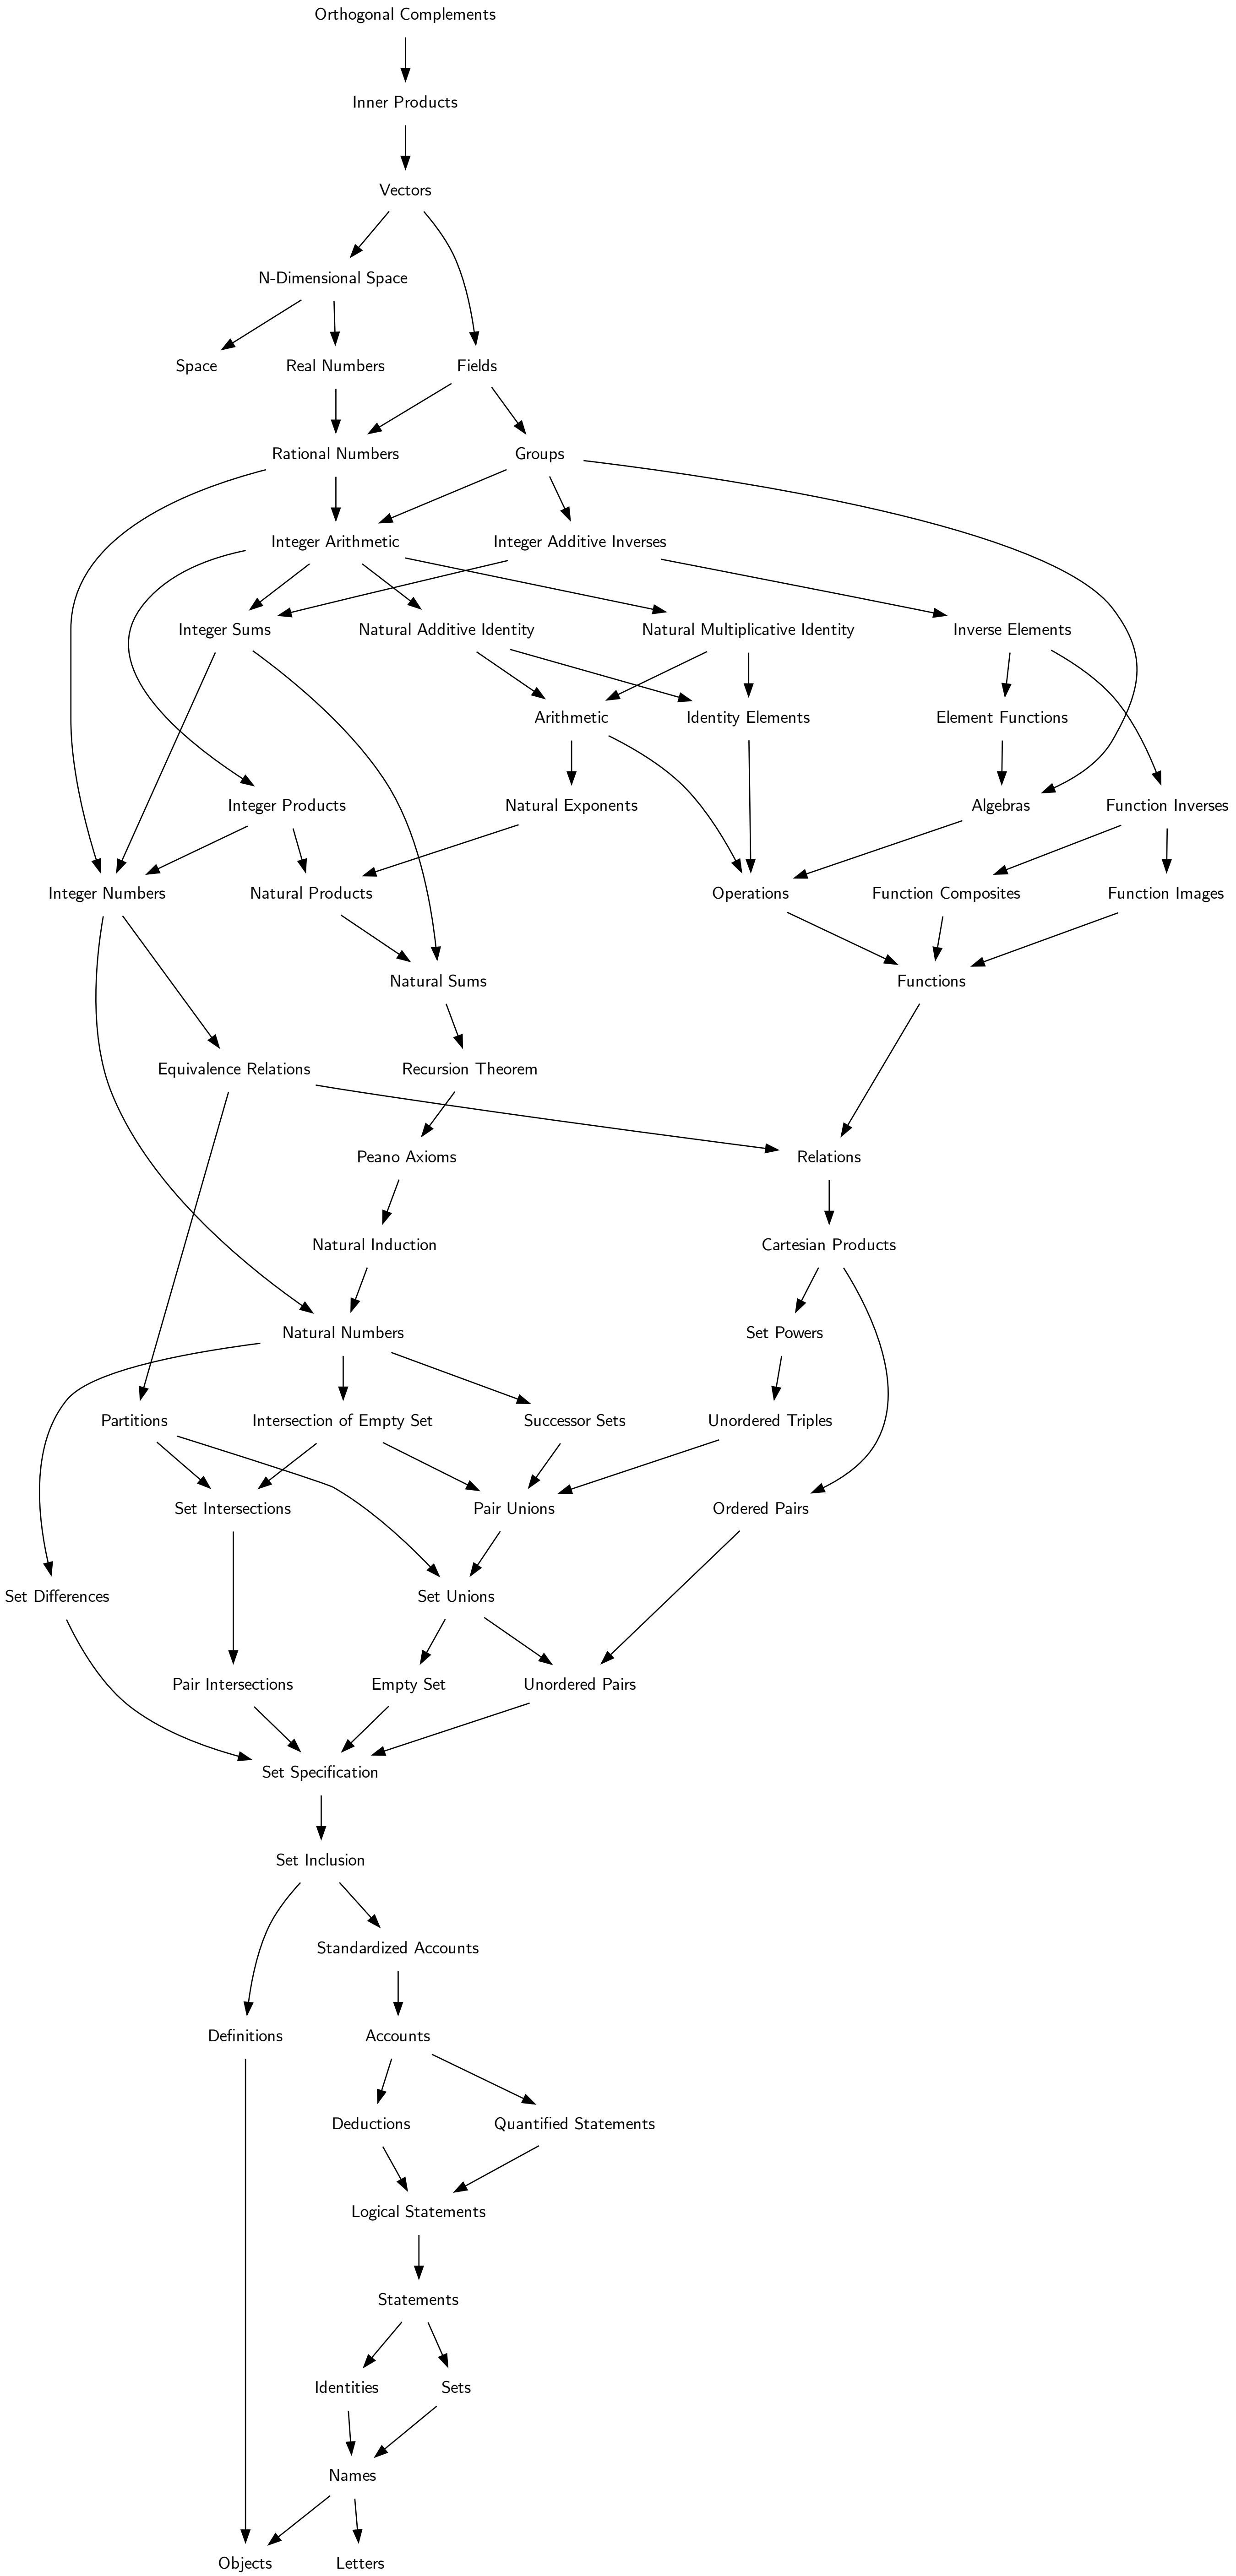 Orthogonal Complements
Inner Products
Vectors
N-Dimensional Space
Space
Real Numbers
Fields
Rational Numbers
Groups
Integer Arithmetic
Integer Additive Inverses
Integer Sums
Natural Additive Identity
Natural Multiplicative Identity
Inverse Elements
Arithmetic
Identity Elements
Element Functions
Integer Products
Natural Exponents
Algebras
Function Inverses
Integer Numbers
Natural Products
Operations
Function Composites
Function Images
Natural Sums
Functions
Equivalence Relations
Recursion Theorem
Peano Axioms
Relations
Natural Induction
Cartesian Products
Natural Numbers
Set Powers
Partitions
Intersection of Empty Set
Successor Sets
Unordered Triples
Set Intersections
Pair Unions
Ordered Pairs
Set Differences
Set Unions
Pair Intersections
Empty Set
Unordered Pairs
Set Specification
Set Inclusion
Standardized Accounts
Definitions
Accounts
Deductions
Quantified Statements
Logical Statements
Statements
Identities
Sets
Names
Objects
Letters